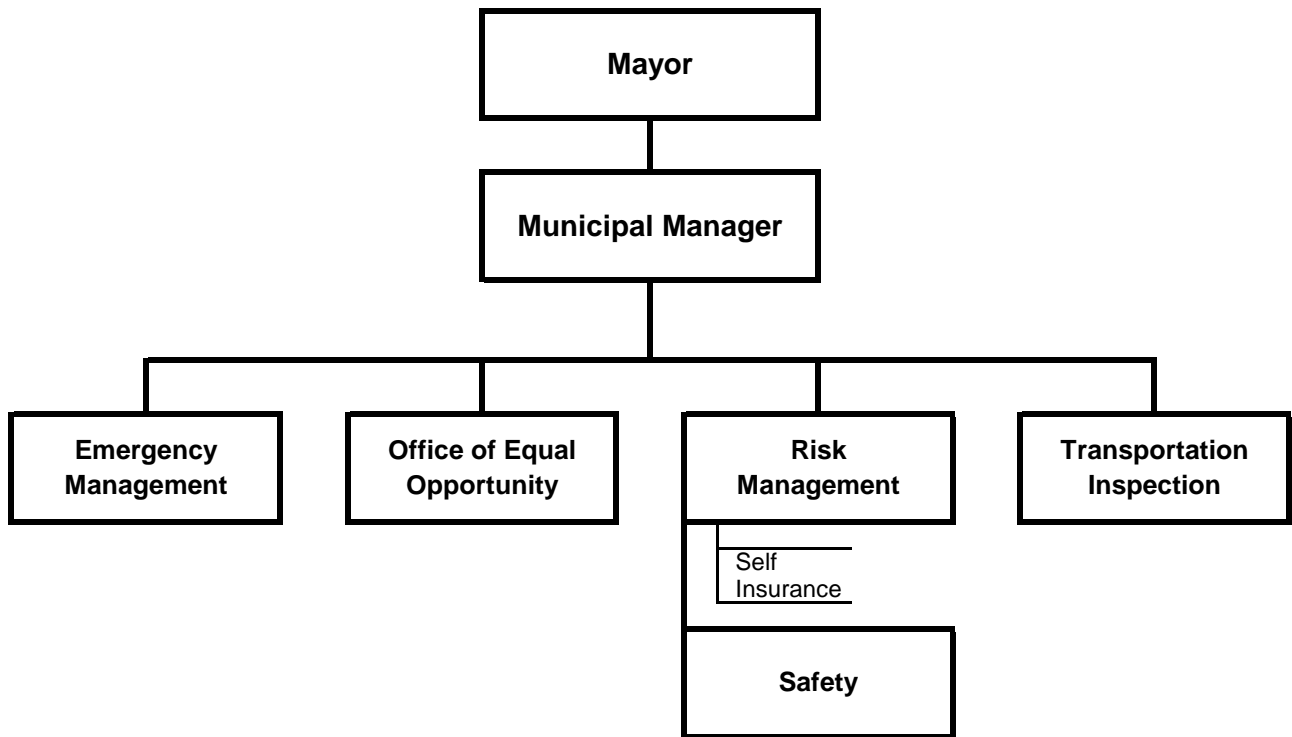 Mayor
Municipal Manager
Emergency
Management
Office of Equal
Opportunity
Risk
Management
Transportation
Inspection
Self
Insurance
Safety